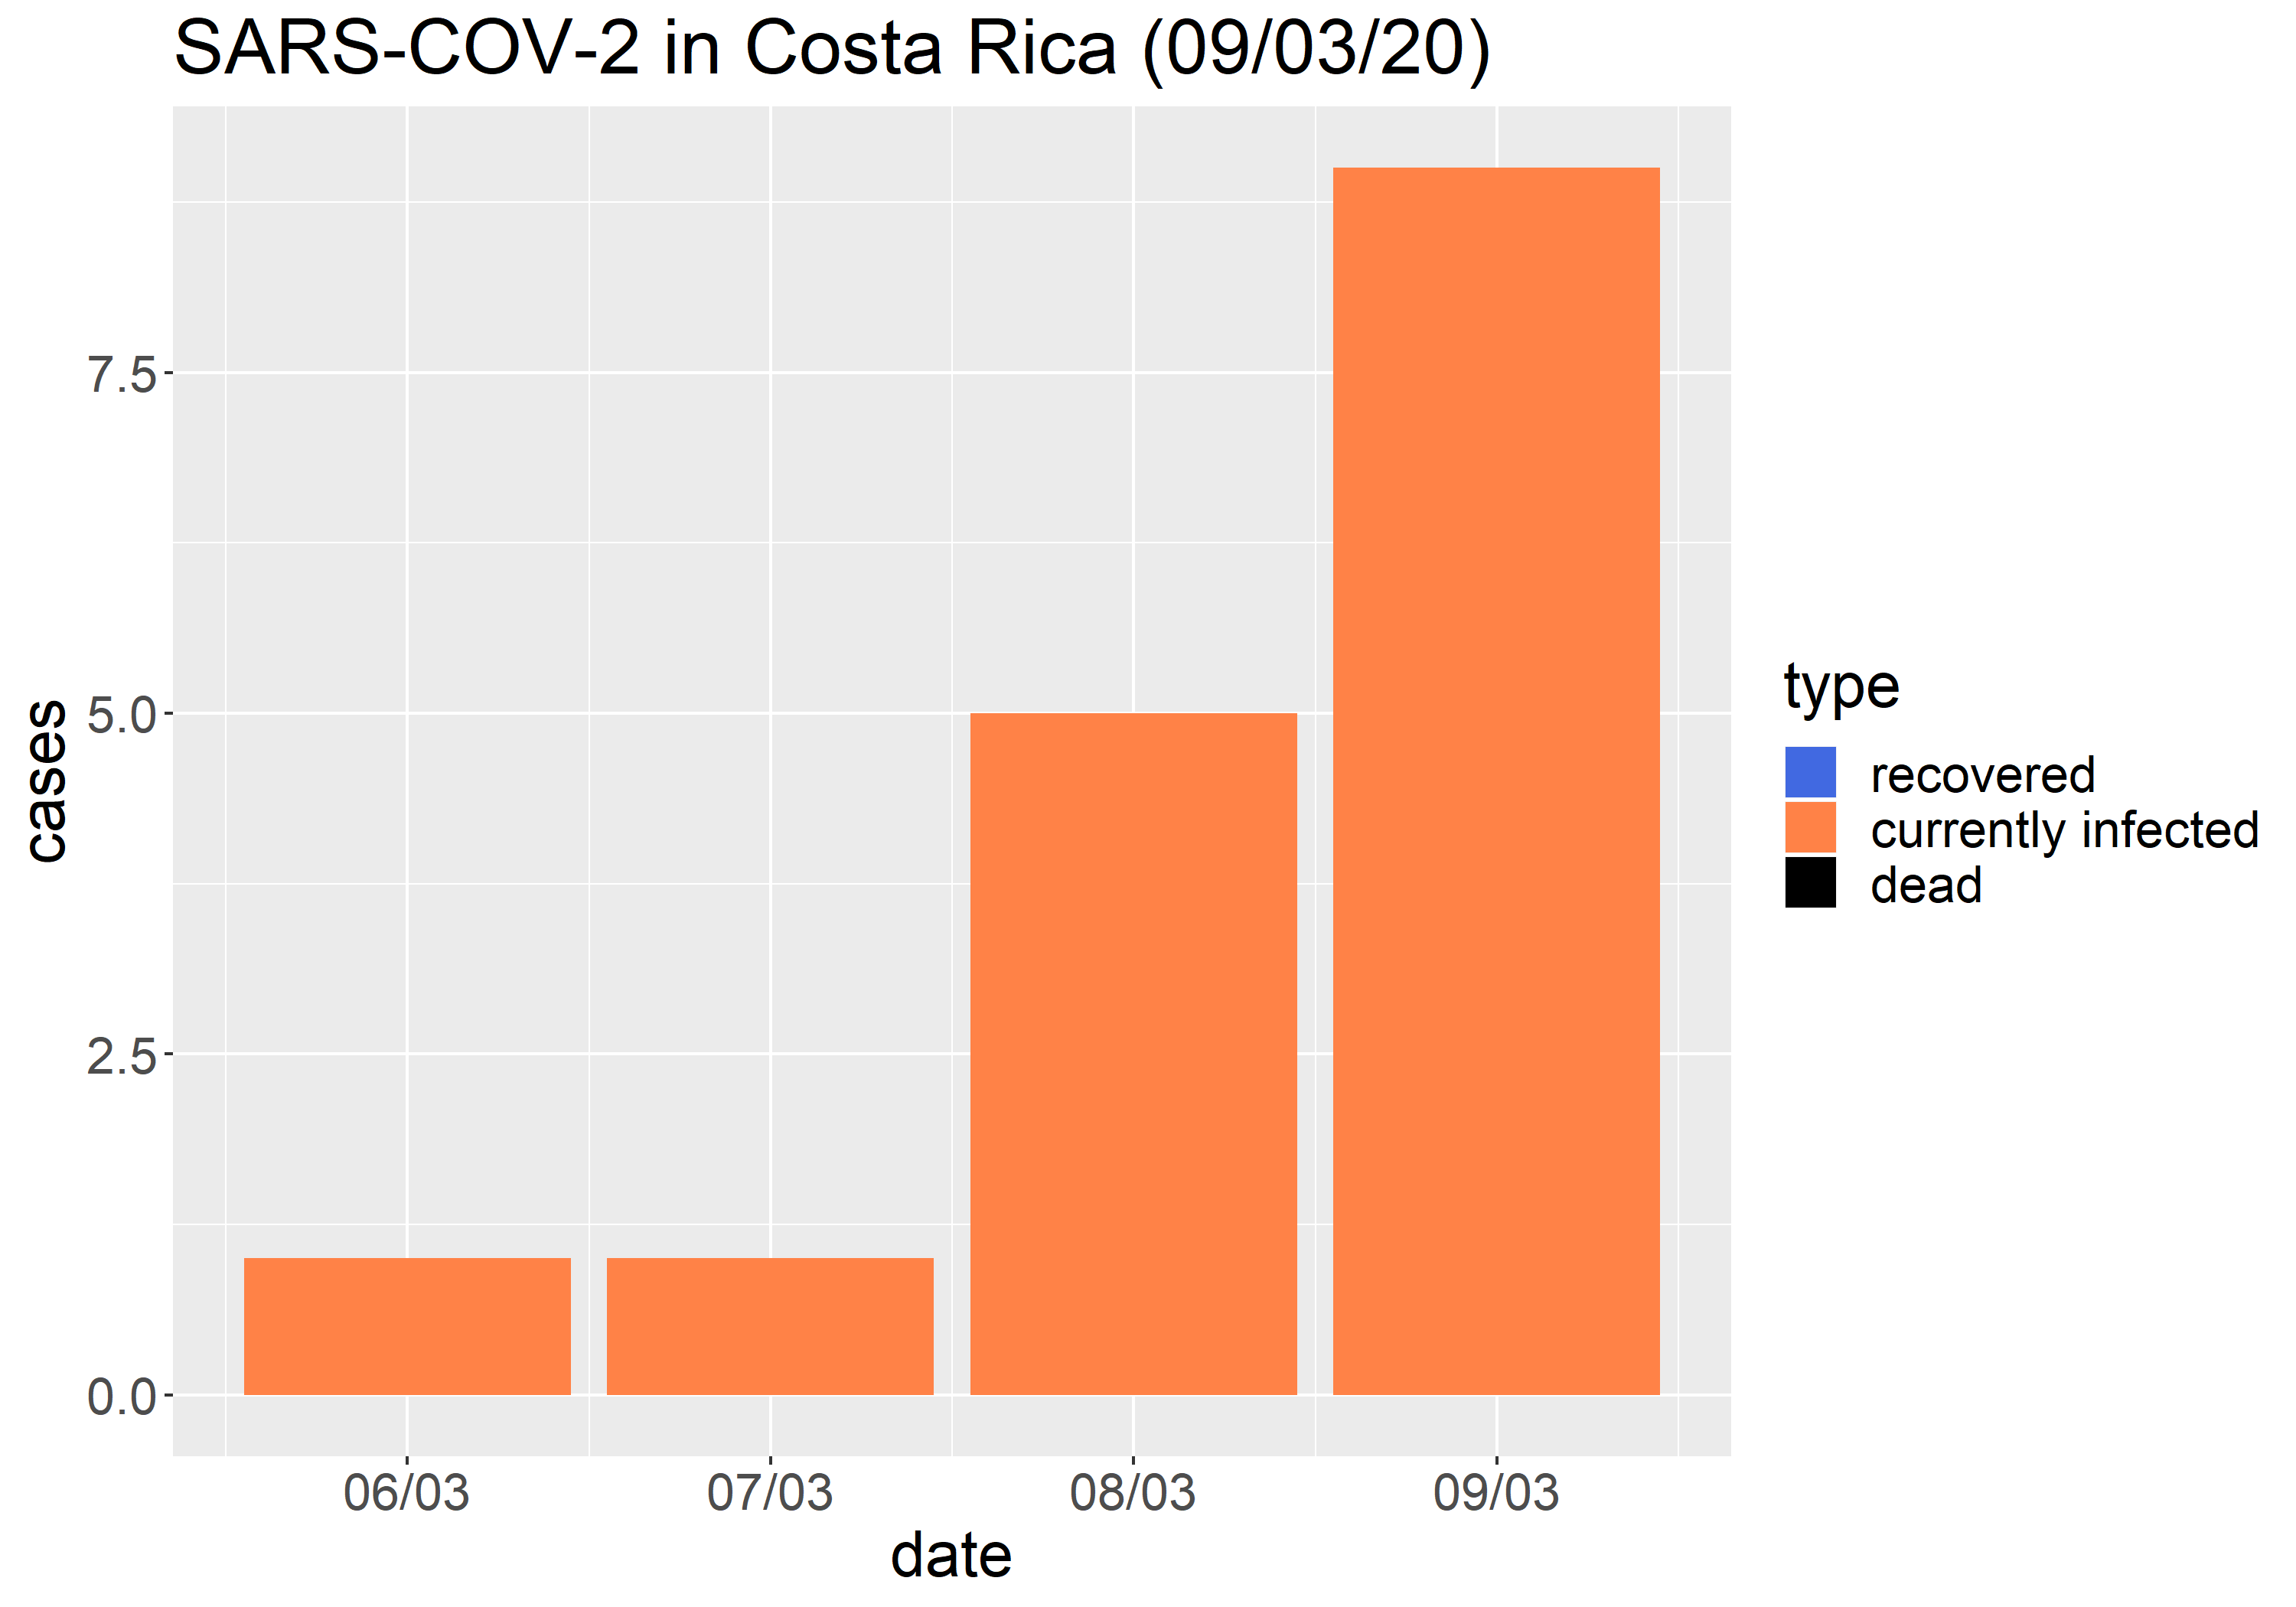 SARS-COV-2 in Costa Rica (09/03/20)
cases
7.5
5.0
2.5
0.0
06/03 07/03 08/03 09/03
date
type
recovered
currently infected
dead